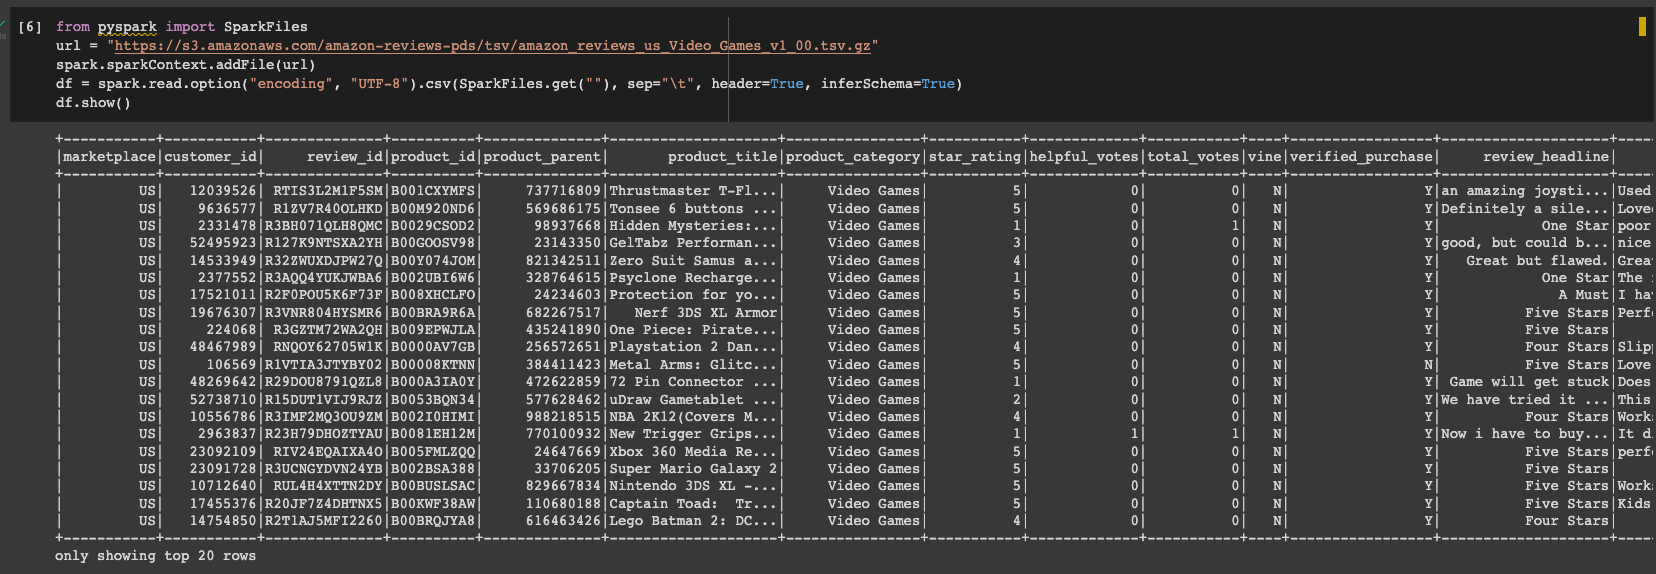 [6] from pyspark import SparkFiles
url = "https://s3.amazonaws.com/amazon-reviews-pds/tsv/amazon_reviews_us_Video_Games_v1_00.tsv.gz"
spark.sparkContext.addFile(url)
df = spark.read.option("encoding", "UTF-8").csv(SparkFiles.get(""), sep="\t", header=True, inferSchema=True)
df.show()
+-----------+-----------+--------------+----------+--------------+--------------------+----------------+-----------+-------------+-----------+----+-----------------+--------------------+----
|marketplace|customer_id|     review_id|product_id|product_parent|       product_title|product_category|star_rating|helpful_votes|total_votes|vine|verified_purchase|     review_headline|
+-----------+-----------+--------------+----------+--------------+--------------------+----------------+-----------+-------------+-----------+----+-----------------+--------------------+----
|         US|   12039526| RTIS3L2M1F5SM|B001CXYMFS|     737716809|Thrustmaster T-Fl...|     Video Games|          5|            0|          0|   N|                Y|an amazing joysti...|Used
|         US|    9636577| R1ZV7R40OLHKD|B00M920ND6|     569686175|Tonsee 6 buttons ...|     Video Games|          5|            0|          0|   N|                Y|Definitely a sile...|Love
|         US|    2331478|R3BH071QLH8QMC|B0029CSOD2|      98937668|Hidden Mysteries:...|     Video Games|          1|            0|          1|   N|                Y|            One Star|poor
|         US|   52495923|R127K9NTSXA2YH|B00GOOSV98|      23143350|GelTabz Performan...|     Video Games|          3|            0|          0|   N|                Y|good, but could b...|nice
|         US|   14533949|R32ZWUXDJPW27Q|B00Y074JOM|     821342511|Zero Suit Samus a...|     Video Games|          4|            0|          0|   N|                Y|   Great but flawed.|Grea
|         US|    2377552|R3AQQ4YUKJWBA6|B002UBI6W6|     328764615|Psyclone Recharge...|     Video Games|          1|            0|          0|   N|                Y|            One Star|The
|         US|   17521011|R2F0POU5K6F73F|B008XHCLFO|      24234603|Protection for yo...|     Video Games|          5|            0|          0|   N|                Y|              A Must|I ha
|         US|   19676307|R3VNR804HYSMR6|B00BRA9R6A|     682267517|   Nerf 3DS XL Armor|     Video Games|          5|            0|          0|   N|                Y|          Five Stars|Perf
|         US|     224068| R3GZTM72WA2QH|B009EPWJLA|     435241890|One Piece: Pirate...|     Video Games|          5|            0|          0|   N|                Y|          Five Stars|
|         US|   48467989| RNQOY62705W1K|B0000AV7GB|     256572651|Playstation 2 Dan...|     Video Games|          4|            0|          0|   N|                Y|          Four Stars|Slip
|         US|     106569|R1VTIA3JTYBY02|B00008KTNN|     384411423|Metal Arms: Glitc...|     Video Games|          5|            0|          0|   N|                N|          Five Stars|Love
|         US|   48269642|R29DOU8791QZL8|B000A3IA0Y|     472622859|72 Pin Connector ...|     Video Games|          1|            0|          0|   N|                Y| Game will get stuck|Does
|         US|   52738710|R15DUT1VIJ9RJZ|B0053BQN34|     577628462|uDraw Gametablet ...|     Video Games|          2|            0|          0|   N|                Y|We have tried it ...|This
|         US|   10556786|R3IMF2MQ3OU9ZM|B002I0HIMI|     988218515|NBA 2K12(Covers M...|     Video Games|          4|            0|          0|   N|                Y|          Four Stars|Work
|         US|    2963837|R23H79DHOZTYAU|B0081EH12M|     770100932|New Trigger Grips...|     Video Games|          1|            1|          1|   N|                Y|Now i have to buy...|It d
|         US|   23092109| RIV24EQAIXA4O|B005FMLZQQ|      24647669|Xbox 360 Media Re...|     Video Games|          5|            0|          0|   N|                Y|          Five Stars|perf
|         US|   23091728|R3UCNGYDVN24YB|B002BSA388|      33706205|Super Mario Galaxy 2|     Video Games|          5|            0|          0|   N|                Y|          Five Stars|
|         US|   10712640| RUL4H4XTTN2DY|B00BUSLSAC|     829667834|Nintendo 3DS XL -...|     Video Games|          5|            0|          0|   N|                Y|          Five Stars|Work
|         US|   17455376|R20JF7Z4DHTNX5|B00KWF38AW|     110680188|Captain Toad:  Tr...|     Video Games|          5|            0|          0|   N|                Y|          Five Stars|Kids
|         US|   14754850|R2T1AJ5MFI2260|B00BRQJYA8|     616463426|Lego Batman 2: DC...|     Video Games|          4|            0|          0|   N|                Y|          Four Stars|
+-----------+-----------+--------------+----------+--------------+--------------------+----------------+-----------+-------------+-----------+----+-----------------+--------------------+----
only showing top 20 rows